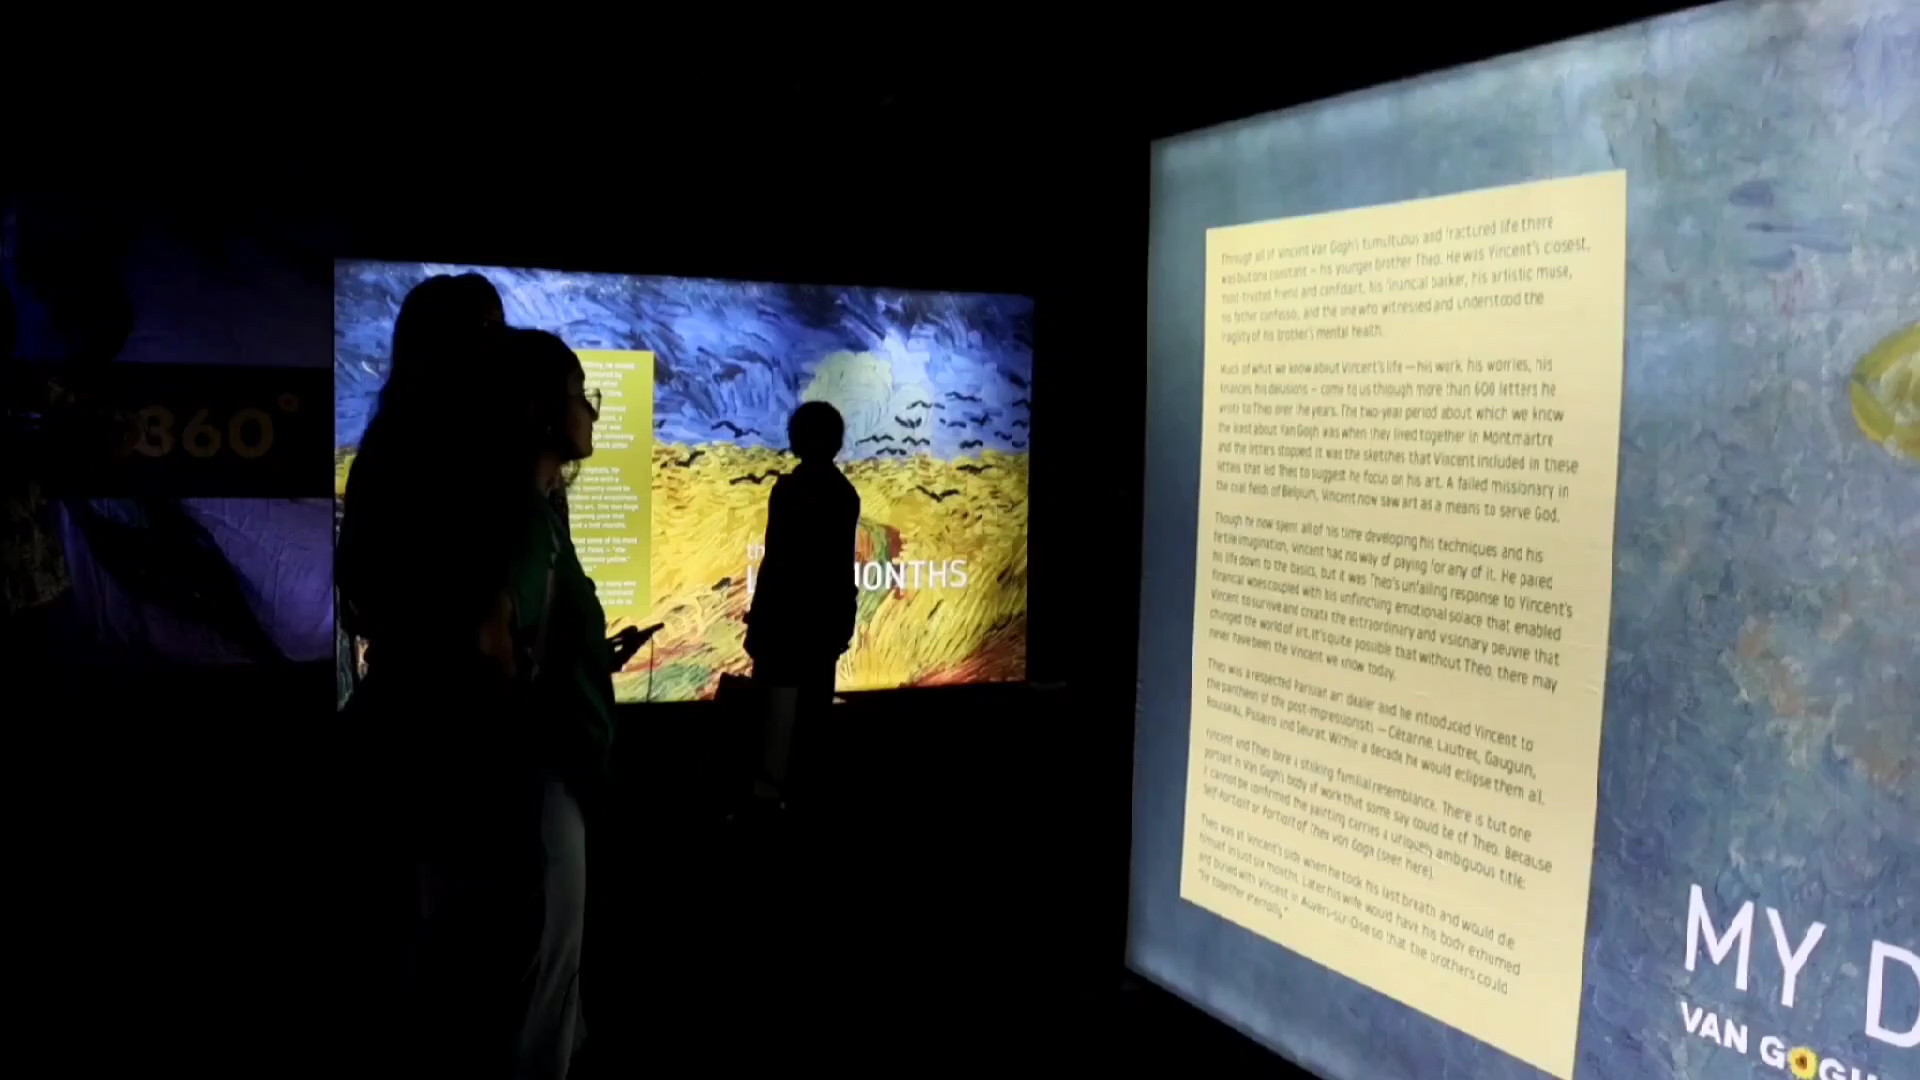 360°
the
L MONTHS
Through all of Vincent Van Gogh's tumultuous and fractured life there
was but one constant – his younger brother Theo. He was Vincent's closest,
most trusted friend and confidant, his financial backer, his artistic muse,
his father confessor, and the one who witnessed and understood the
fragility of his brother's mental health.
Much of what we know about Vincent's life — his work, his worries, his
finances, his delusions – come to us through more than 600 letters he
wrote to Theo over the years. The two-year period about which we know
the least about Van Gogh was when they lived together in Montmartre
and the letters stopped. It was the sketches that Vincent included in these
letters that led Theo to suggest he focus on his art. A failed missionary in
the coal fields of Belgium, Vincent now saw art as a means to serve God.
Though he now spent all of his time developing his techniques and his
fertile imagination, Vincent had no way of paying for any of it. He pared
his life down to the basics, but it was Theo's unfailing response to Vincent's
financial woes coupled with his unflinching emotional solace that enabled
Vincent to survive and create the extraordinary and visionary oeuvre that
changed the world of art. It's quite possible that without Theo, there may
never have been the Vincent we know today.
Theo was a respected Parisian art dealer and he introduced Vincent to
the pantheon of the post-impressionists — Cézanne, Lautrec, Gauguin,
Rousseau, Pissarro and Seurat. Within a decade he would eclipse them all.
Vincent and Theo bore a striking familial resemblance. There is but one
portrait in Van Gogh's body of work that some say could be of Theo. Because
it cannot be confirmed the painting carries a uniquely ambiguous title:
Self-Portrait or Portrait of Theo van Gogh (seen here).
Theo was at Vincent's side when he took his last breath and would die
himself in just six months. Later his wife would have his body exhumed
and buried with Vincent in Auvers-sur-Oise so that the brothers could
"lie together eternally."
MY D
VAN GOGH